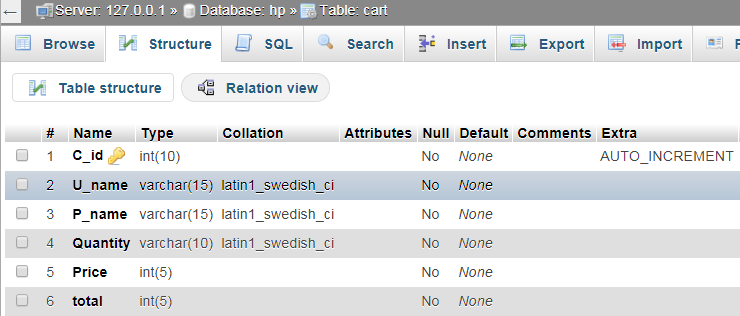 Server: 127.0.0.1 » Database: hp » Table: cart
Browse Structure SQL Search Insert Export Import
Table structure Relation view
# Name Type Collation Attributes Null Default Comments Extra
1 C_id int(10) No None AUTO_INCREMENT
2 U_name varchar(15) latin1_swedish_ci No None
3 P_name varchar(15) latin1_swedish_ci No None
4 Quantity varchar(10) latin1_swedish_ci No None
5 Price int(5) No None
6 total int(5) No None